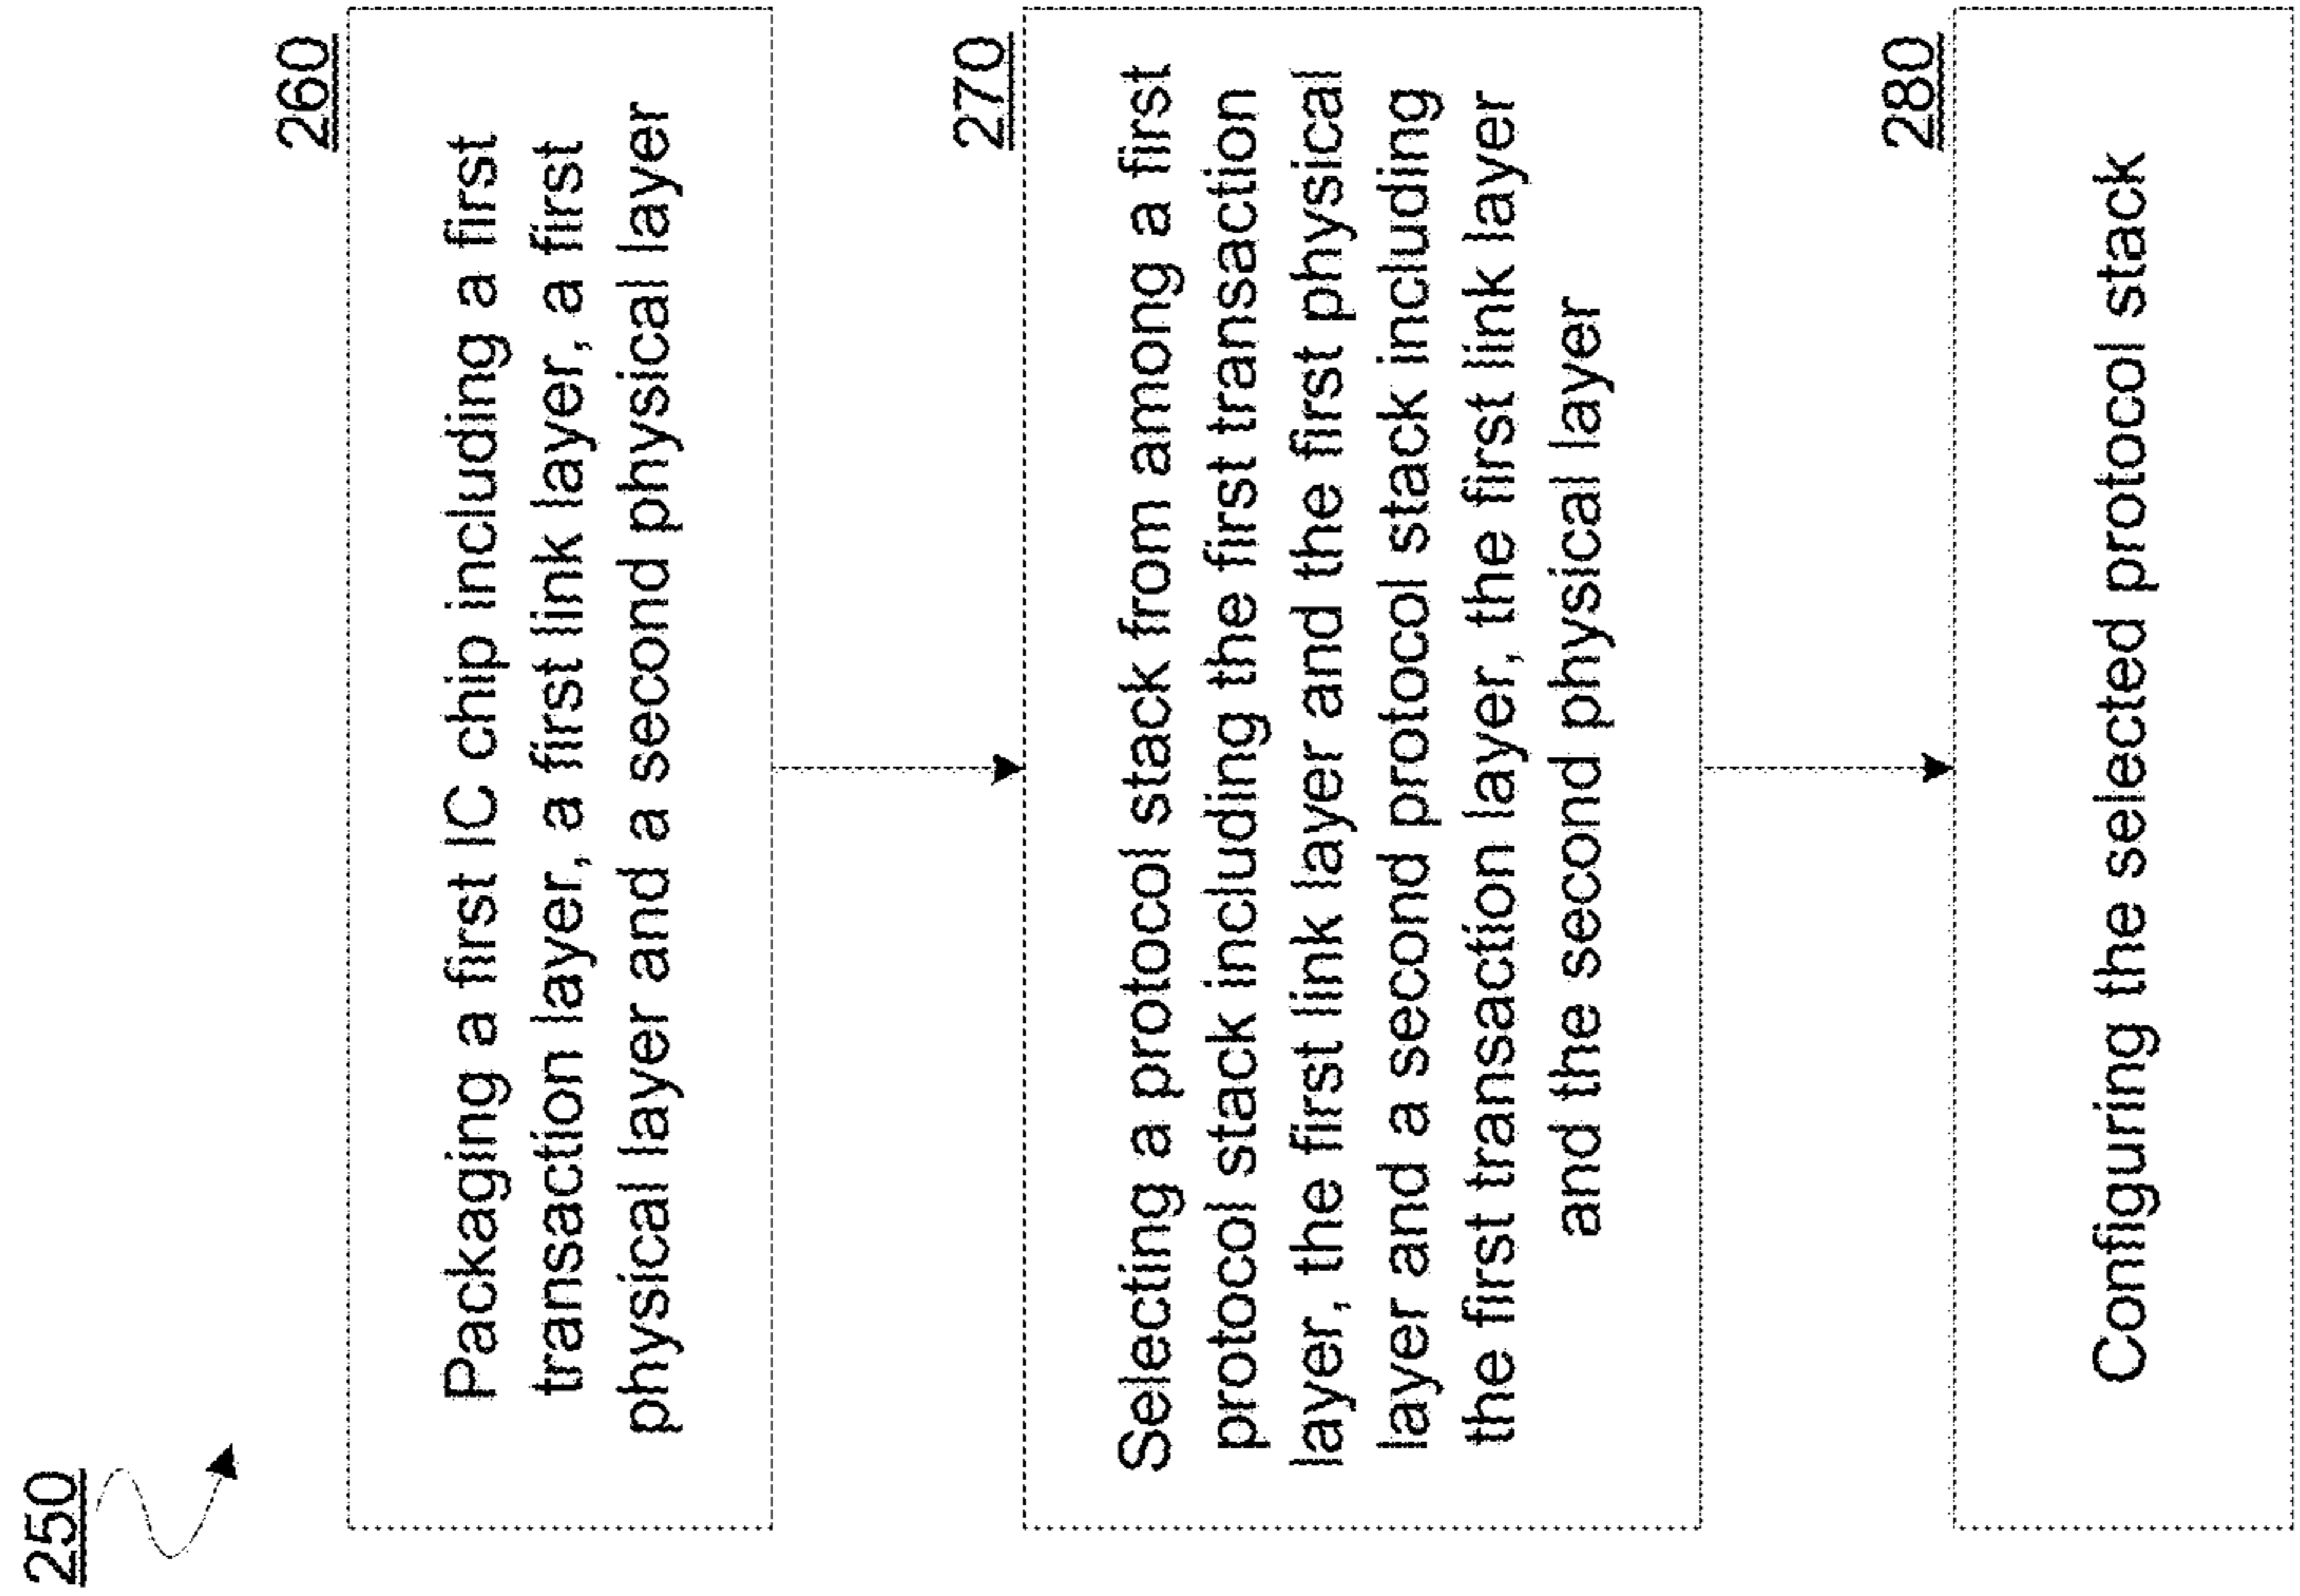 250
260
Packaging a first IC chip including a first
transaction layer, a first link layer, a first
physical layer and a second physical layer
270
Selecting a protocol stack from among a first
protocol stack including the first transaction
layer, the first link layer and the first physical
layer and a second protocol stack including
the first transaction layer, the first link layer
and the second physical layer
280
Configuring the selected protocol stack